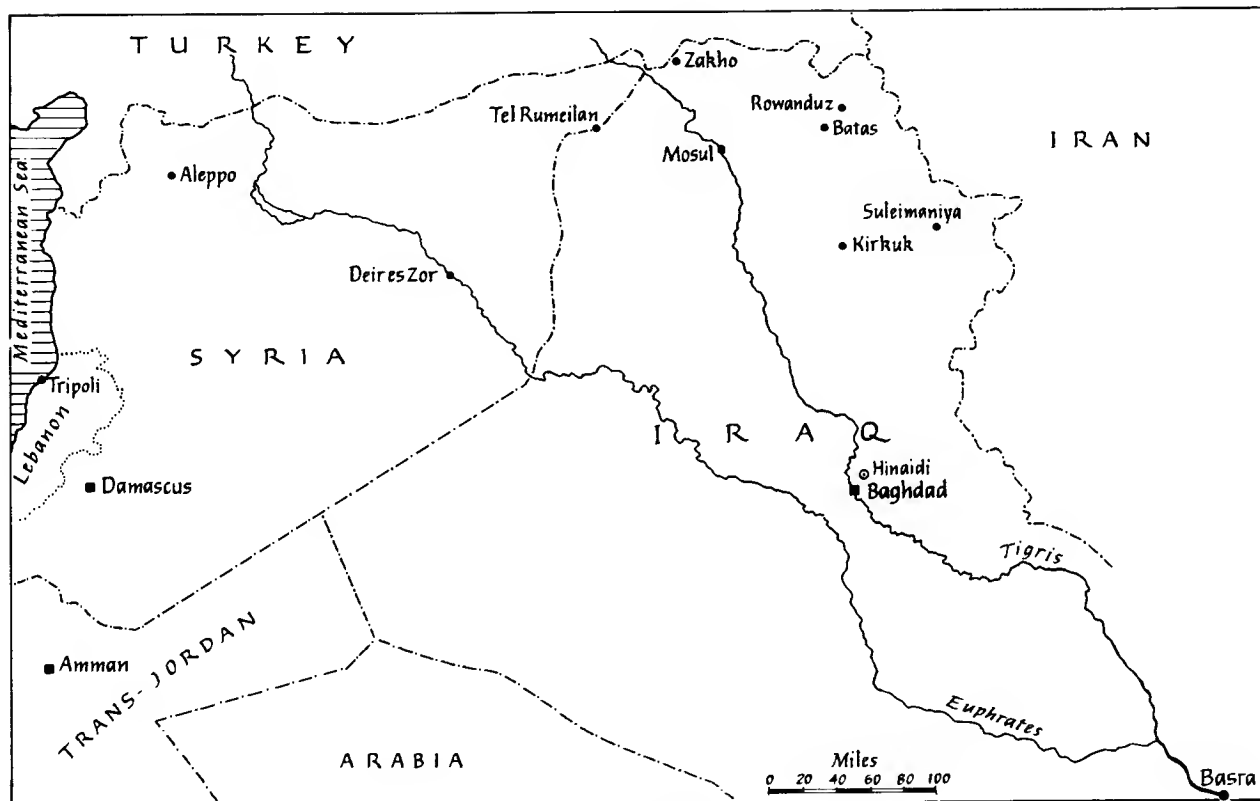 TURKEY
Zakho
Rowanduz
Tel Rumeilan
Batas
IRAN
Mosul
Mediterranean Sea
Aleppo
Suleimaniya
Kirkuk
Deir es Zor
SYRIA
Tripoli
Lebanon
IRAQ
Hinaidi
Damascus
Baghdad
Tigris
TRANS-JORDAN
Amman
Euphrates
ARABIA
Miles
0 20 40 60 80 100
Basra